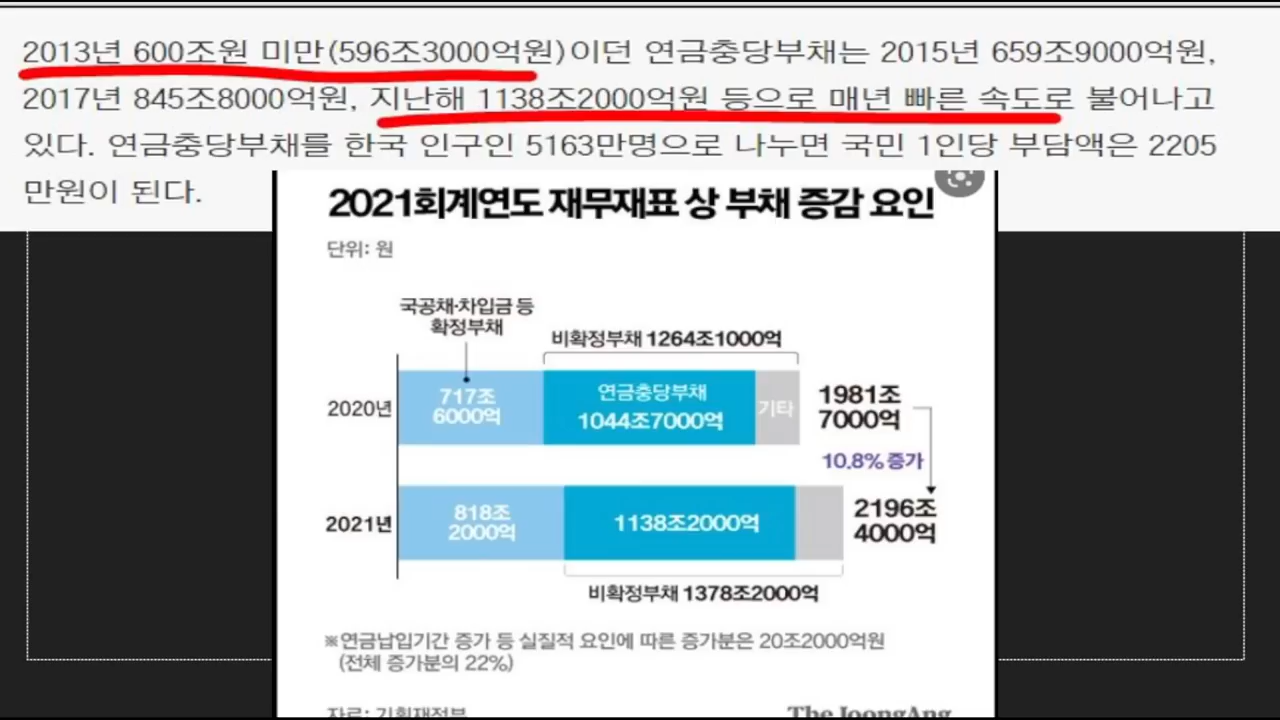 2013년 600조원 미만(596조3000억원)이던 연금충당부채는 2015년 659조9000억원,
2017년 845조8000억원, 지난해 1138조2000억원 등으로 매년 빠른 속도로 불어나고
있다. 연금충당부채를 한국 인구인 5163만명으로 나누면 국민 1인당 부담액은 2205
만원이 된다.
2021회계연도 재무재표 상 부채 증감 요인
단위: 원
국공채·차입금 등
확정부채
비확정부채 1264조1000억
2020년
717조
6000억
연금충당부채
1044조7000억
기타
1981조
7000억
10.8% 증가
2021년
818조
2000억
1138조2000억
2196조
4000억
비확정부채 1378조2000억
※연금납입기간 증가 등 실질적 요인에 따른 증가분은 20조2000억원
(전체 증가분의 22%)
자료: 기획재정부
The JoongAng